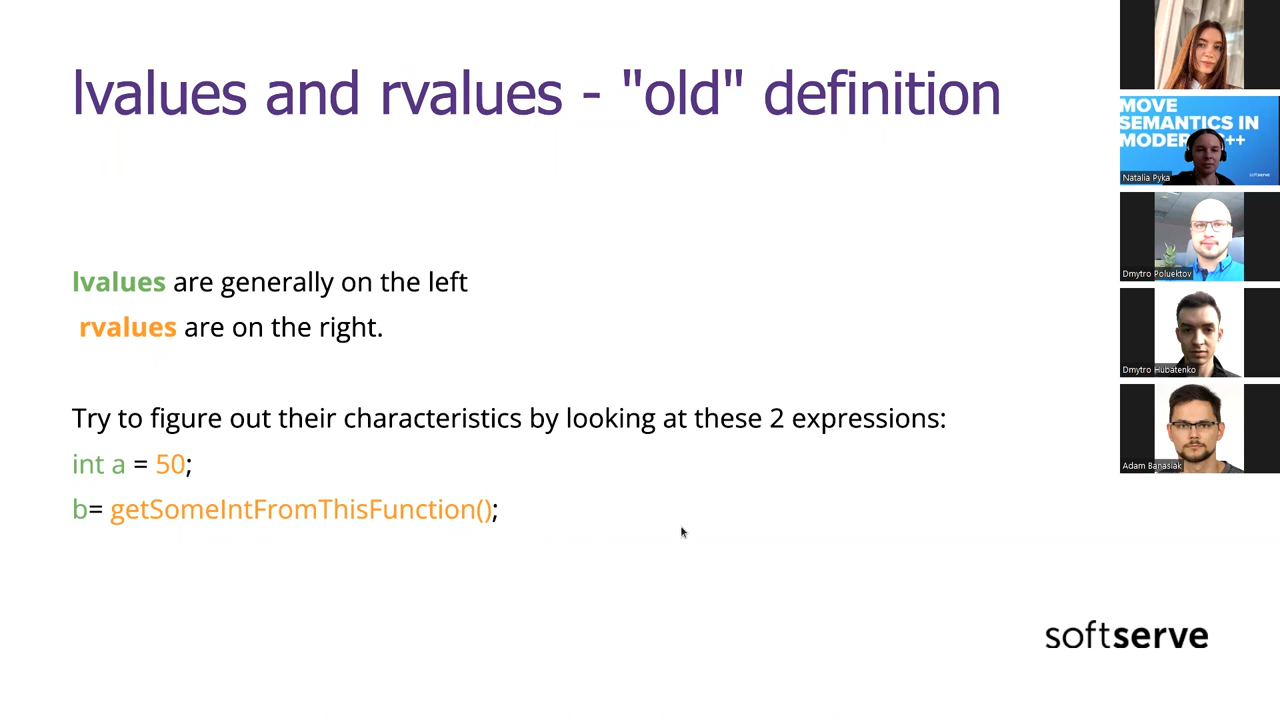 lvalues and rvalues - "old" definition
lvalues are generally on the left
rvalues are on the right.
Try to figure out their characteristics by looking at these 2 expressions:
int a = 50;
b= getSomeIntFromThisFunction();
softserve
MOVE
SEMANTICS IN
MODER C++
softserve
Natalia Pyka
Dmytro Poluektov
Dmytro Hubatenko
Adam Banasiak